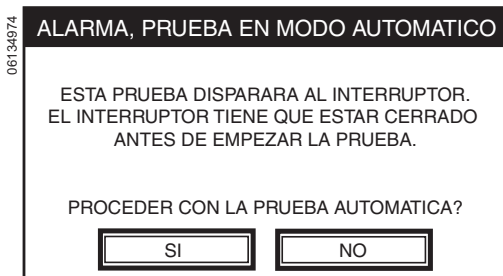 06134974
ALARMA, PRUEBA EN MODO AUTOMATICO
ESTA PRUEBA DISPARARA AL INTERRUPTOR.
EL INTERRUPTOR TIENE QUE ESTAR CERRADO
ANTES DE EMPEZAR LA PRUEBA.
PROCEDER CON LA PRUEBA AUTOMATICA?
SI
NO